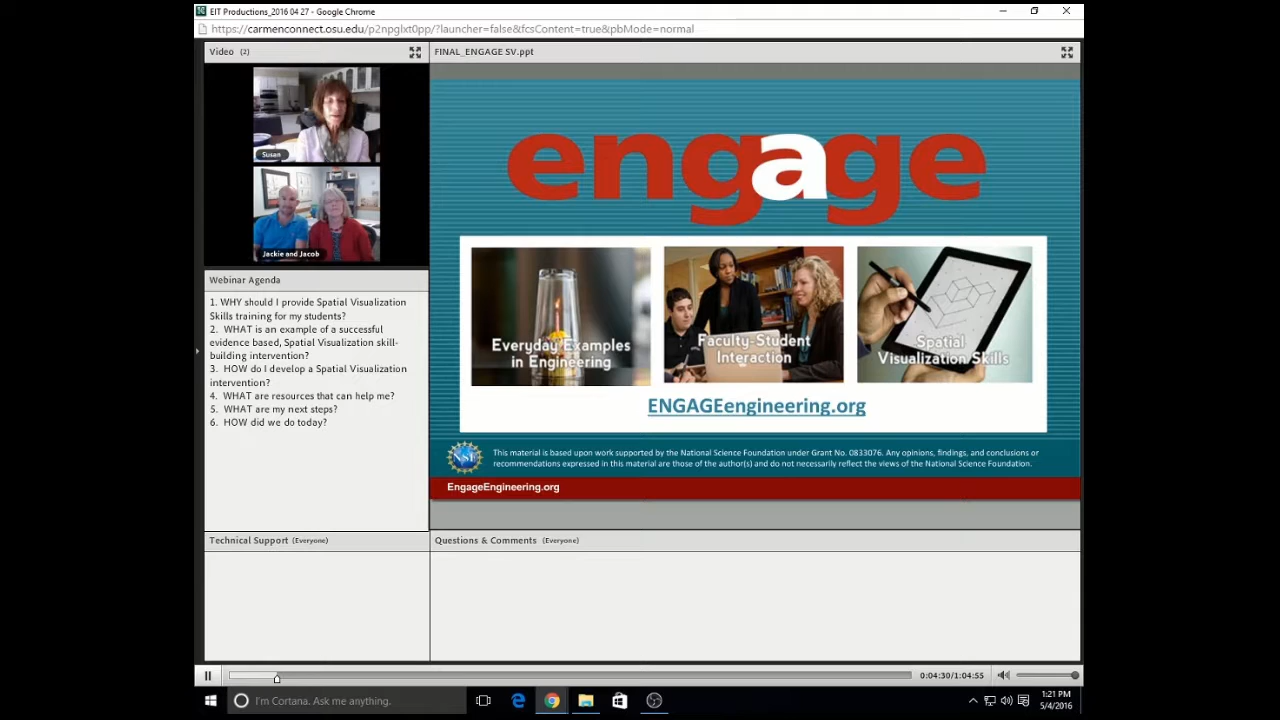 EIT Productions_2016 04 27 - Google Chrome
https://carmenconnect.osu.edu/p2npglxt0pp/?launcher=false&fcsContent=true&pbMode=normal
Video (2)
Susan
Jackie and Jacob
Webinar Agenda
1. WHY should I provide Spatial Visualization
Skills training for my students?
2. WHAT is an example of a successful
evidence based, Spatial Visualization skill-
building intervention?
3. HOW do I develop a Spatial Visualization
intervention?
4. WHAT are resources that can help me?
5. WHAT are my next steps?
6. HOW did we do today?
FINAL_ENGAGE SV.ppt
engage
Everyday Examples
in Engineering
Faculty-Student
Interaction
Spatial
Visualization Skills
ENGAGEengineering.org
NSF
This material is based upon work supported by the National Science Foundation under Grant No. 0833076. Any opinions, findings, and conclusions or
recommendations expressed in this material are those of the author(s) and do not necessarily reflect the views of the National Science Foundation.
EngageEngineering.org
Technical Support (Everyone)
Questions & Comments (Everyone)
0:04:30/1:04:55
I'm Cortana. Ask me anything.
1:21 PM
5/4/2016